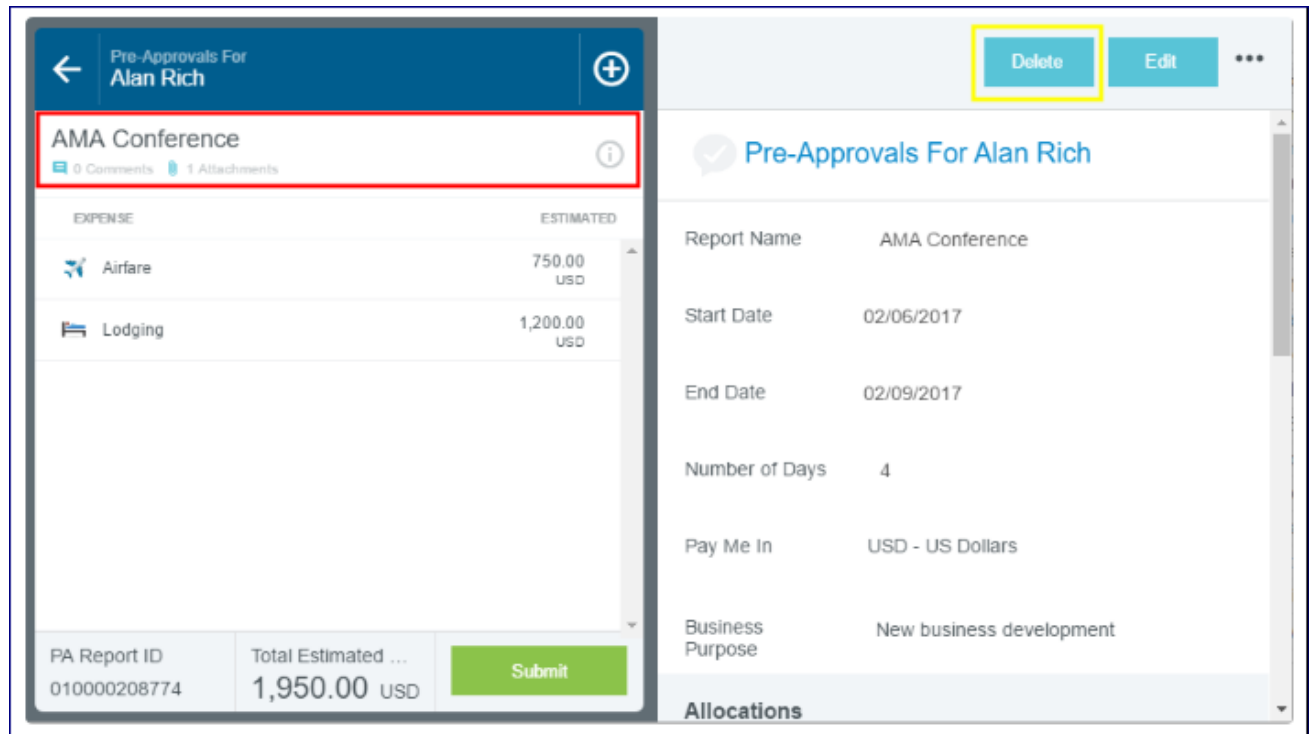 Pre-Approvals For
Alan Rich
AMA Conference
0 Comments 1 Attachments
EXPENSE ESTIMATED
Airfare 750.00
USD
Lodging 1,200.00
USD
PA Report ID
010000208774
Total Estimated ...
1,950.00 USD
Submit
Delete Edit
Pre-Approvals For Alan Rich
Report Name AMA Conference
Start Date 02/06/2017
End Date 02/09/2017
Number of Days 4
Pay Me In USD - US Dollars
Business
Purpose
New business development
Allocations